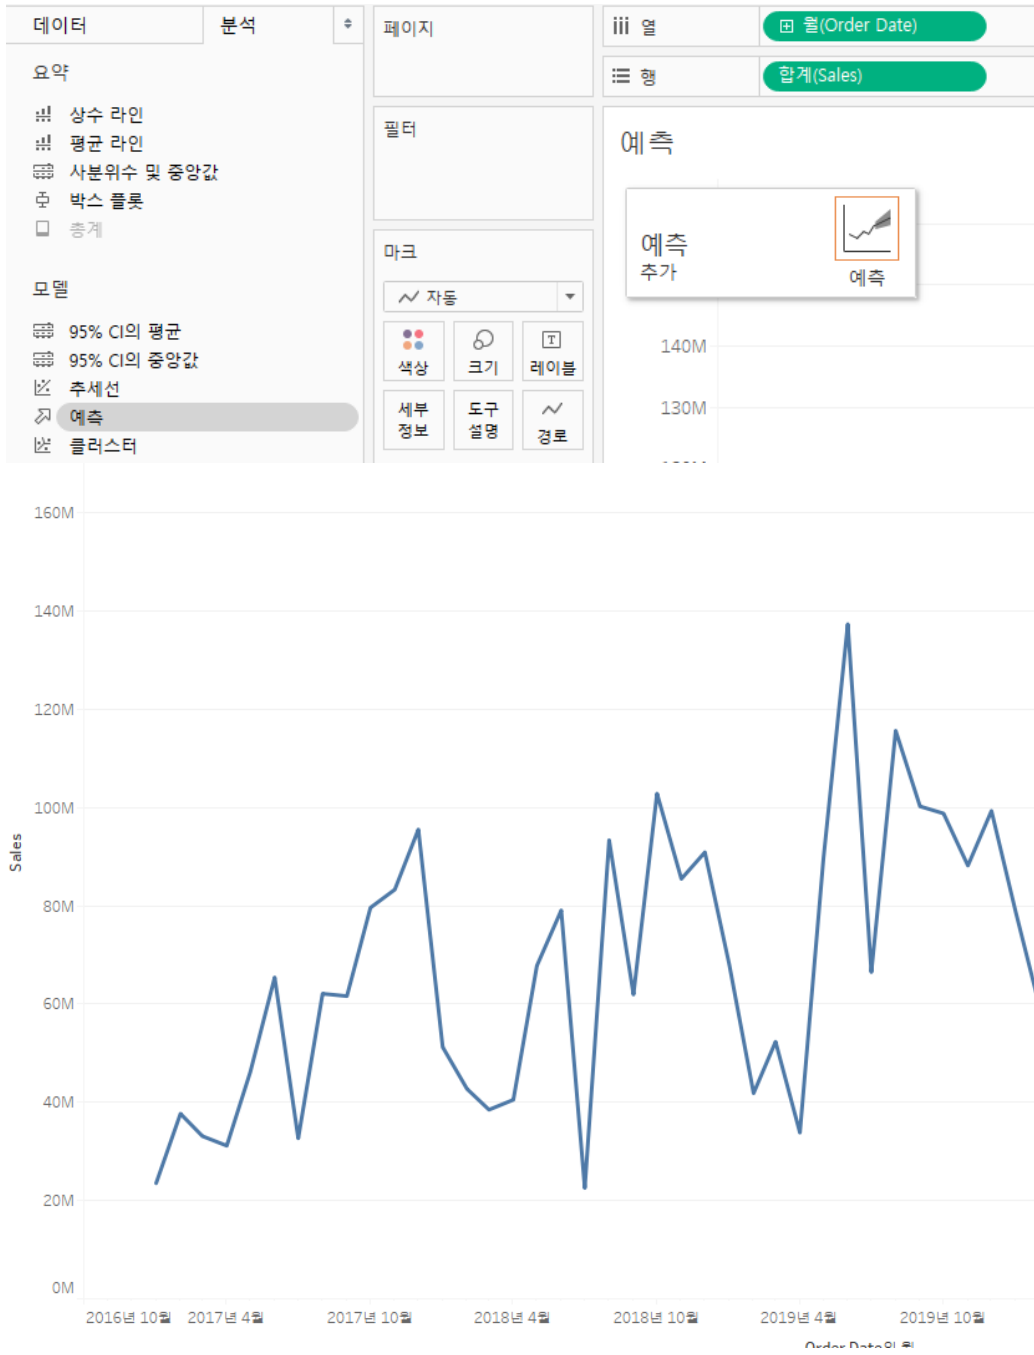 데이터
분석
요약
상수 라인
평균 라인
사분위수 및 중앙값
박스 플롯
총계
모델
95% CI의 평균
95% CI의 중앙값
추세선
예측
클러스터
페이지
필터
마크
자동
색상
크기
레이블
세부
정보
도구
설명
경로
열
월(Order Date)
행
합계(Sales)
예측
예측
추가
예측
140M
130M
160M
140M
120M
100M
80M
60M
40M
20M
0M
Sales
2016년 10월 2017년 4월 2017년 10월 2018년 4월 2018년 10월 2019년 4월 2019년 10월
Order Date의 월